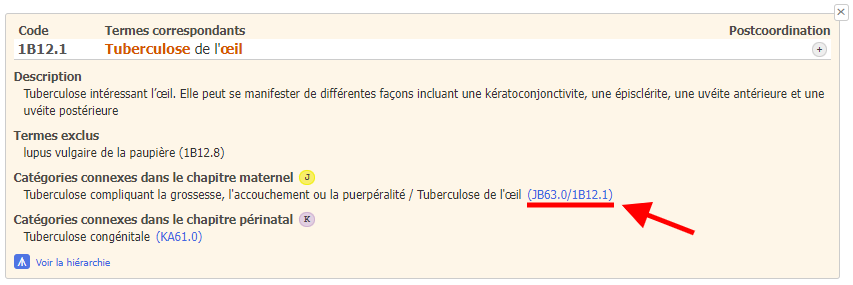 Code Termes correspondants Postcoordination
1B12.1 Tuberculose de l'œil +
Description
Tuberculose intéressant l’œil. Elle peut se manifester de différentes façons incluant une kératoconjonctivite, une épisclérite, une uvéite antérieure et une
uvéite postérieure
Termes exclus
lupus vulgaire de la paupière (1B12.8)
Catégories connexes dans le chapitre maternel J
Tuberculose compliquant la grossesse, l'accouchement ou la puerpéralité / Tuberculose de l'œil (JB63.0/1B12.1)
Catégories connexes dans le chapitre périnatal K
Tuberculose congénitale (KA61.0)
Voir la hiérarchie